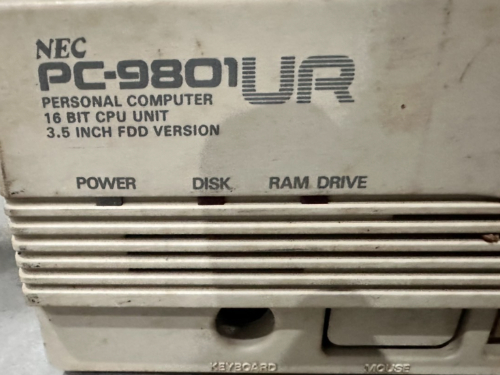 NEC
PC-9801UR
PERSONAL COMPUTER
16 BIT CPU UNIT
3.5 INCH FDD VERSION
POWER DISK RAM DRIVE
KEYBOARD MOUSE